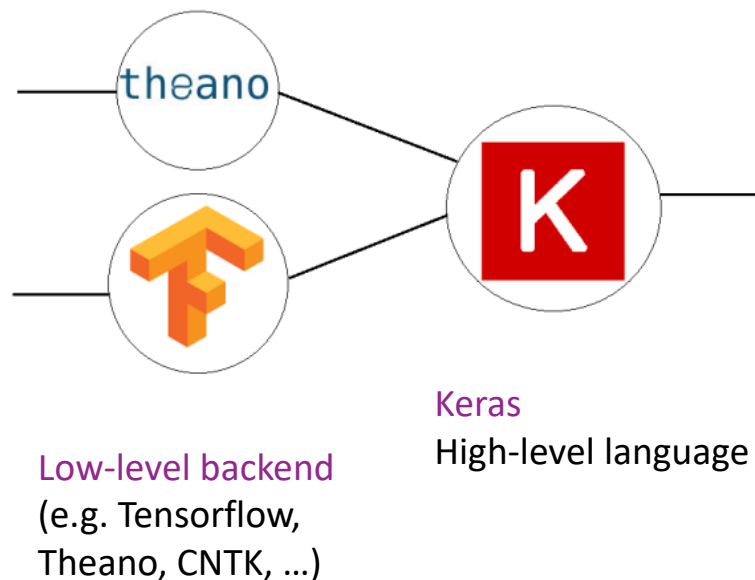 theano
K
Keras
High-level language
Low-level backend
(e.g. Tensorflow,
Theano, CNTK, …)